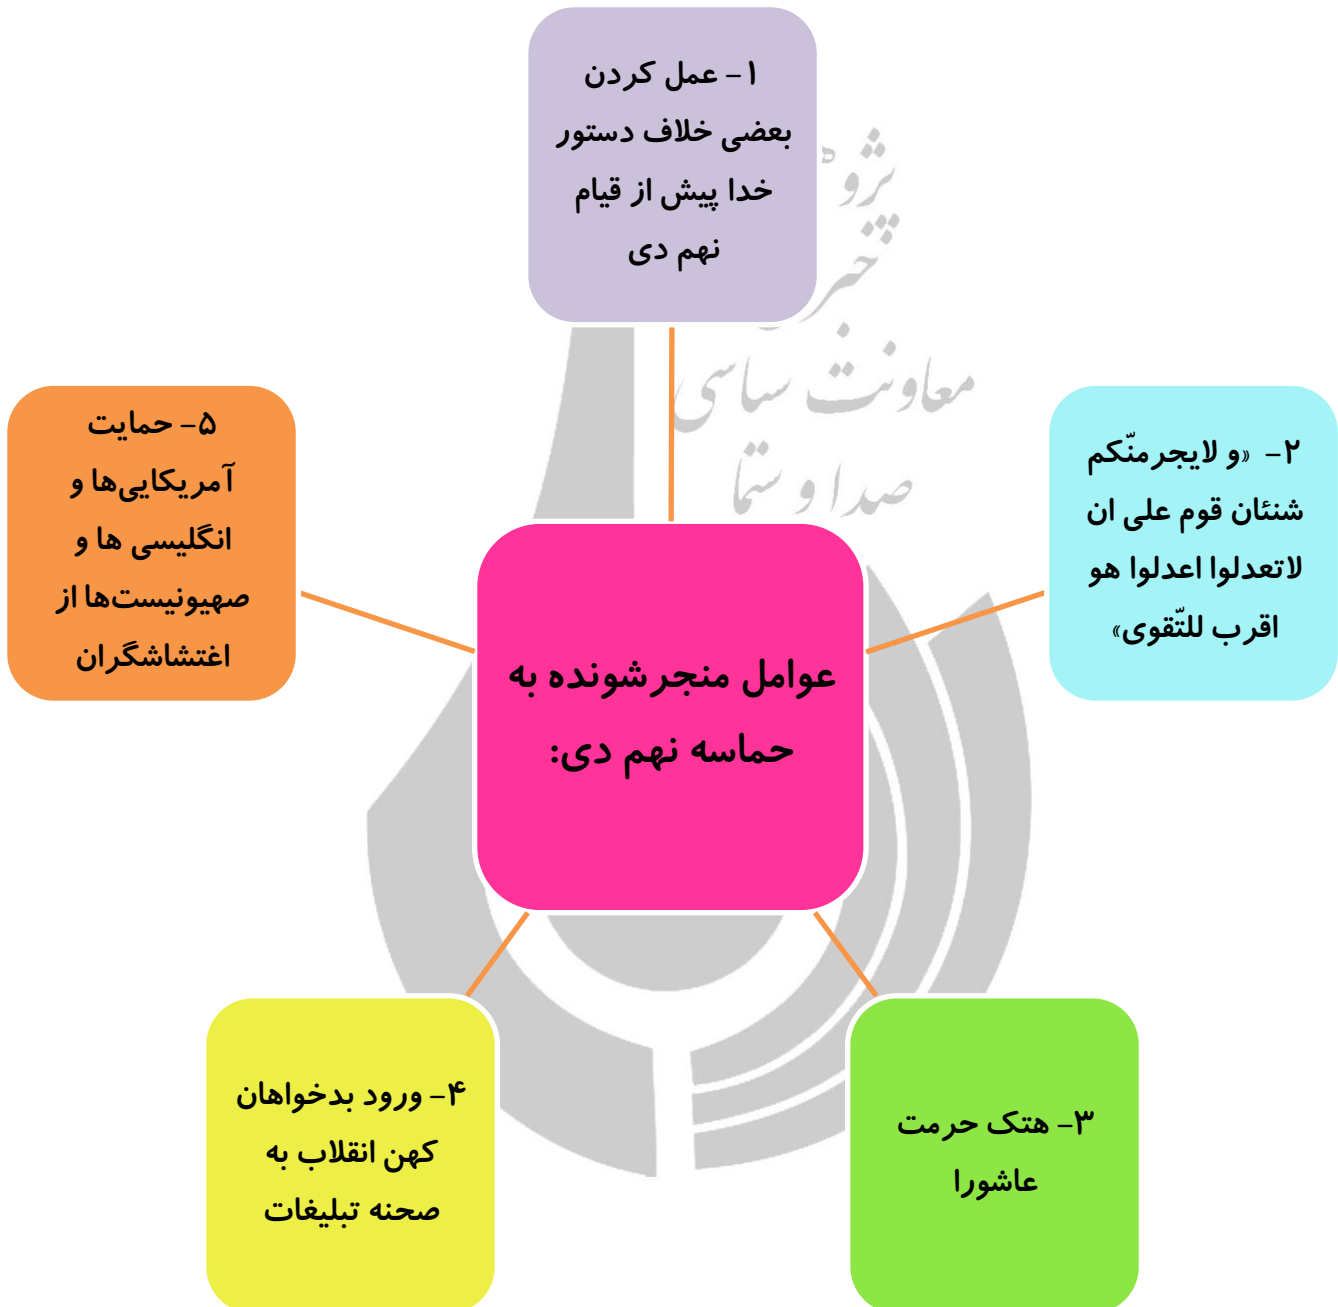 ۱- عمل کردن
بعضی خلاف دستور
خدا پیش از قیام
نهم دی
پژوه
خبری
معاونت سیاسی
صدا و سیما
۲- «و لایجرمنّکم
شنئان قوم علی ان
لاتعدلوا اعدلوا هو
اقرب للتّقوی»
۵- حمایت
آمریکایی‌ها و
انگلیسی ها و
صهیونیست‌ها از
اغتشاشگران
عوامل منجرشونده به
حماسه نهم دی:
۳- هتک حرمت
عاشورا
۴- ورود بدخواهان
کهن انقلاب به
صحنه تبلیغات